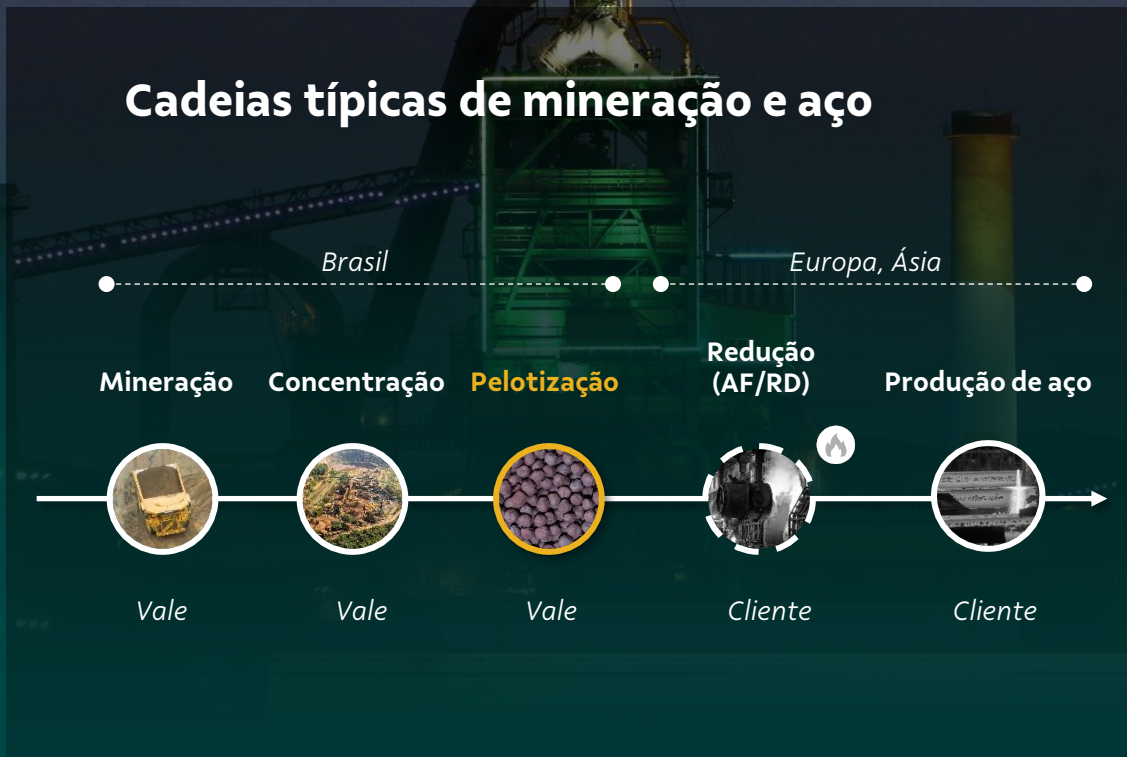 Cadeias típicas de mineração e aço
Brasil
Europa, Ásia
Mineração
Concentração
Pelotização
Redução
(AF/RD)
Produção de aço
Vale
Vale
Vale
Cliente
Cliente